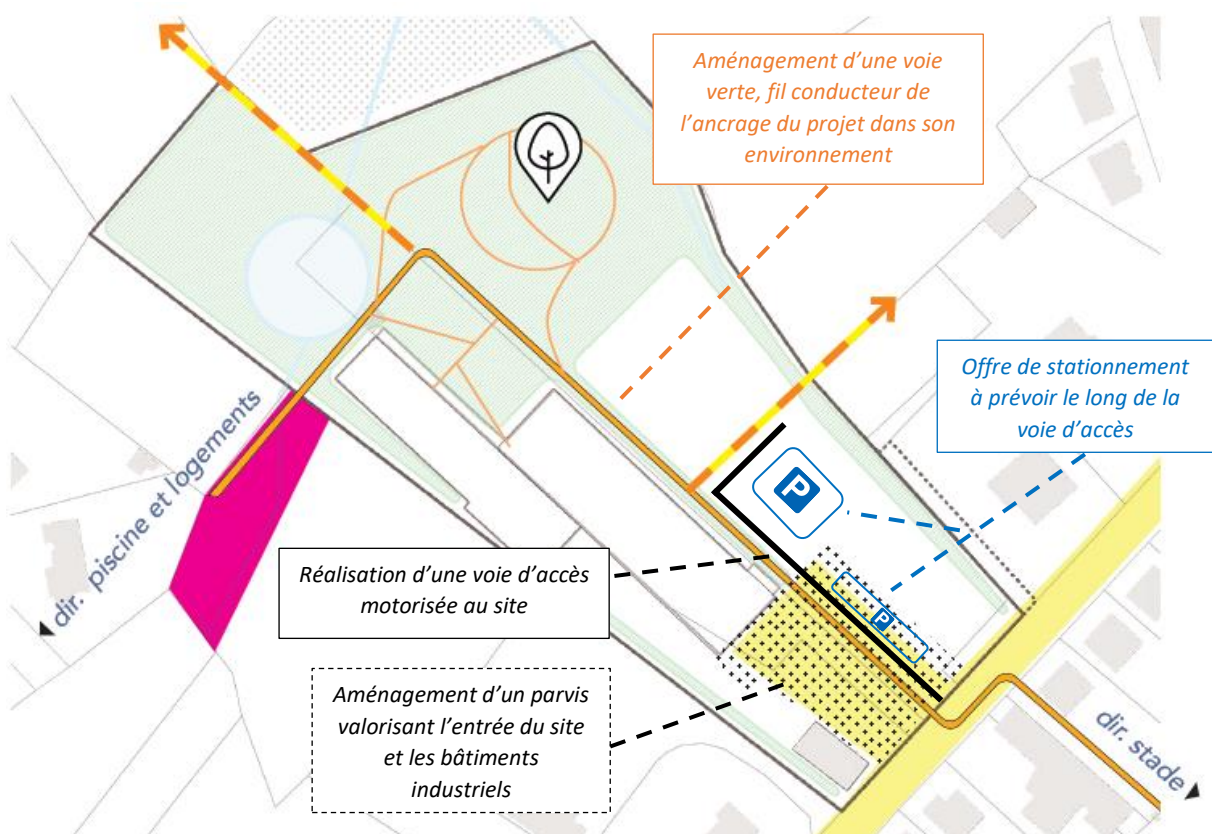 Aménagement d'une voie
verte, fil conducteur de
l'ancrage du projet dans son
environnement
Offre de stationnement
à prévoir le long de la
voie d'accès
P
dir. piscine et logements
Réalisation d'une voie d'accès
motorisée au site
P
Aménagement d'un parvis
valorisant l'entrée du site
et les bâtiments
industriels
dir. stade